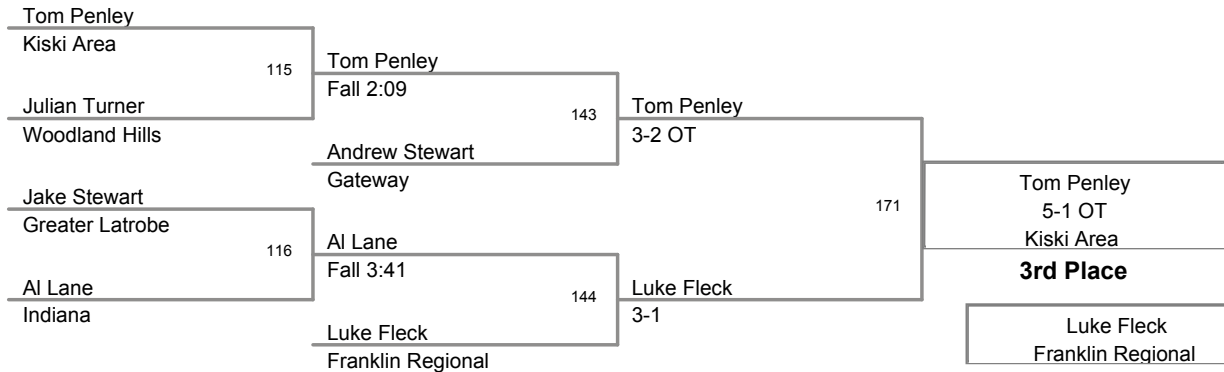 Tom Penley
Kiski Area
115
Julian Turner
Woodland Hills
Tom Penley
Fall 2:09
143
Andrew Stewart
Gateway
Tom Penley
3-2 OT
Jake Stewart
Greater Latrobe
116
Al Lane
Indiana
Al Lane
Fall 3:41
144
Luke Fleck
Franklin Regional
Luke Fleck
3-1
171
Tom Penley
5-1 OT
Kiski Area
3rd Place
Luke Fleck
Franklin Regional